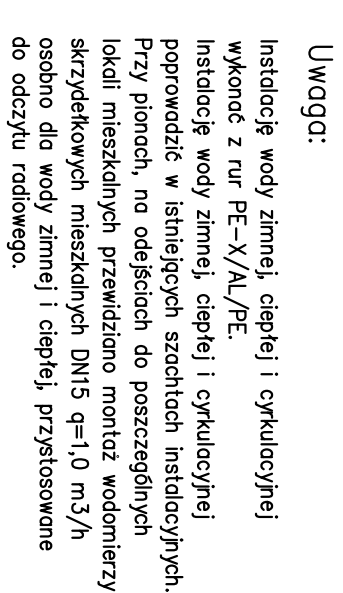 Uwaga:
Instalację wody zimnej, ciepłej i cyrkulacyjnej
wykonać z rur PE-X/AL/PE.
Instalację wody zimnej, ciepłej i cyrkulacyjnej
poprowadzić w istniejących szachtach instalacyjnych.
Przy pionach, na odejściach do poszczególnych
lokali mieszkalnych przewidziano montaż wodomierzy
skrzydełkowych mieszkalnych DN15 q=1,0 m3/h
osobno dla wody zimnej i ciepłej, przystosowane
do odczytu radiowego.